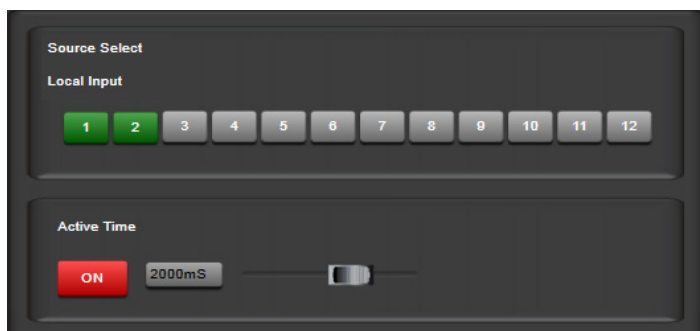 Source Select
Local Input
1 2 3 4 5 6 7 8 9 10 11 12
Active Time
ON 2000mS